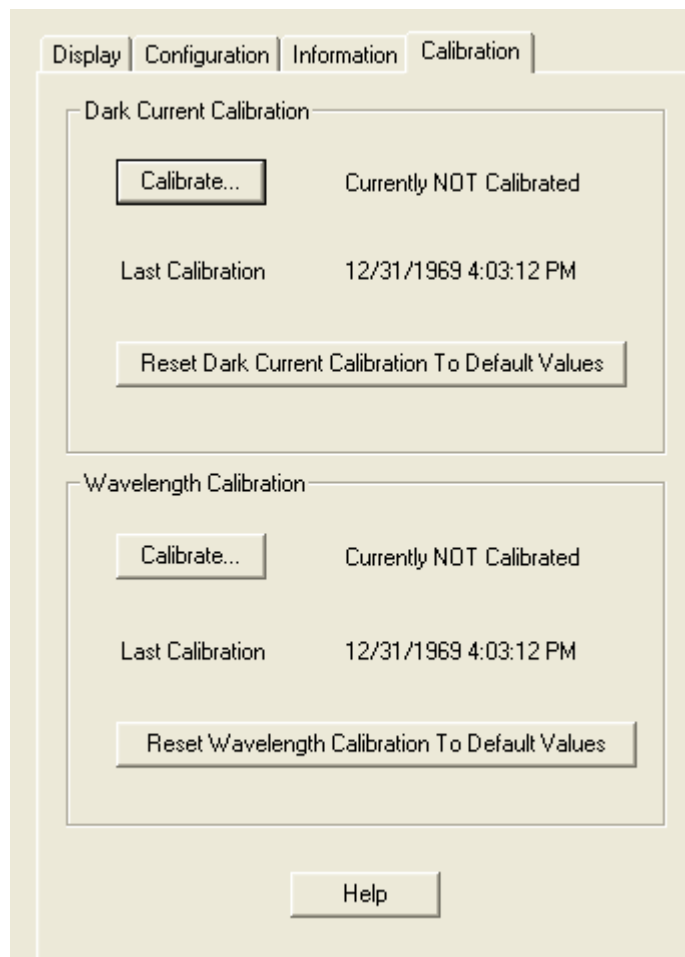 Display Configuration Information Calibration
Dark Current Calibration
Calibrate... Currently NOT Calibrated
Last Calibration 12/31/1969 4:03:12 PM
Reset Dark Current Calibration To Default Values
Wavelength Calibration
Calibrate... Currently NOT Calibrated
Last Calibration 12/31/1969 4:03:12 PM
Reset Wavelength Calibration To Default Values
Help